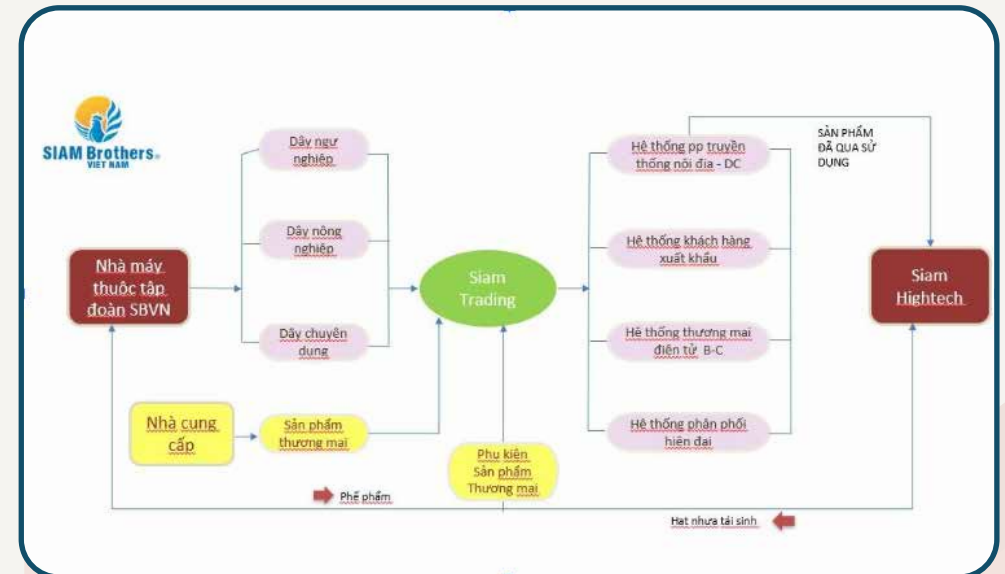 SIAM Brothers
VIET NAM
Dây ngư
nghiệp
Dây nông
nghiệp
Dây chuyên
dụng
Nhà máy
thuộc tập
đoàn SBVN
Nhà cung
cấp
Sản phẩm
thương mại
Siam
Trading
Phụ kiện
Sản phẩm
Thương mại
Hệ thống pp truyền
thống nội địa - DC
Hệ thống khách hàng
xuất khẩu
Hệ thống thương mại
điện tử B-C
Hệ thống phân phối
hiện đại
SẢN PHẨM
ĐÃ QUA SỬ
DỤNG
Siam
Hightech
Phế phẩm
Hạt nhựa tái sinh